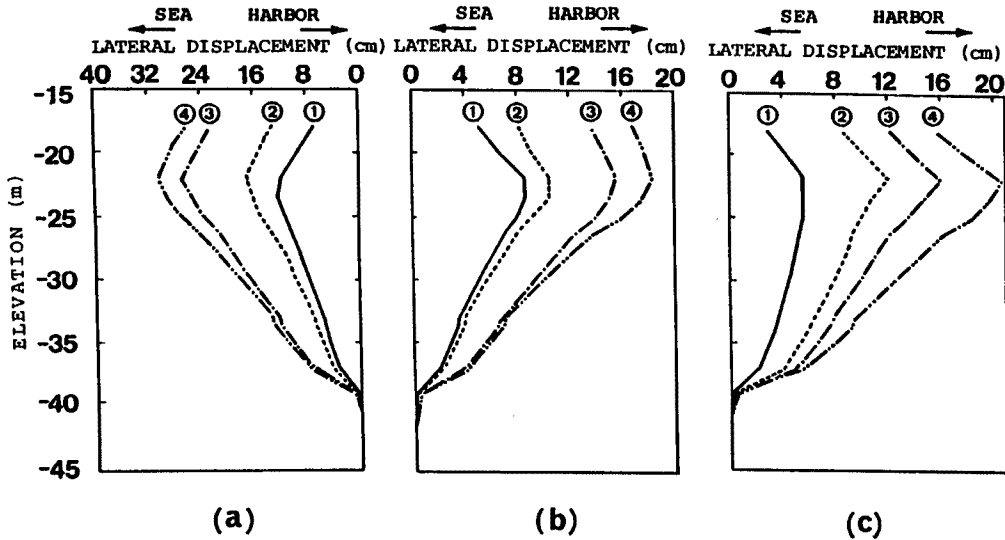 SEA HARBOR
LATERAL DISPLACEMENT (cm)
40 32 24 16 8 0
-15
-20
-25
-30
-35
-40
-45
ELEVATION (m)
④ ③ ② ①
(a)
SEA HARBOR
LATERAL DISPLACEMENT (cm)
0 4 8 12 16 20
① ② ③ ④
(b)
SEA HARBOR
LATERAL DISPLACEMENT (cm)
0 4 8 12 16 20
① ② ③ ④
(c)